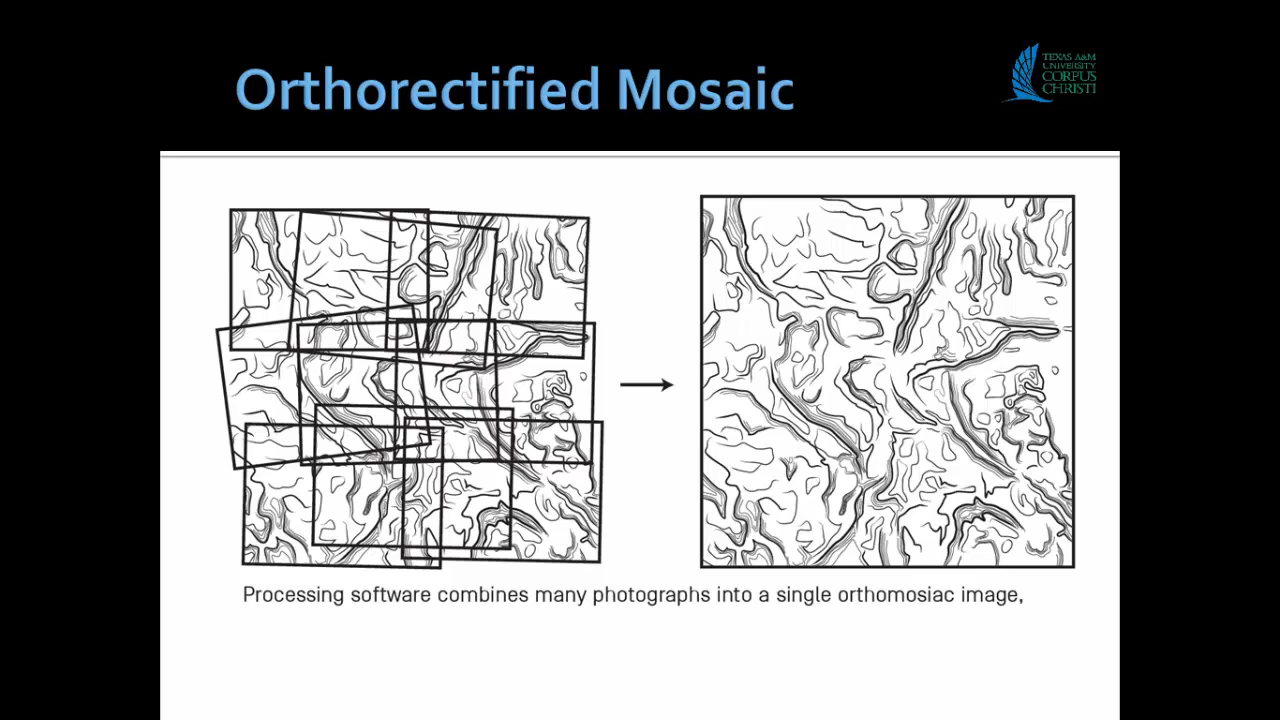 Orthorectified Mosaic
TEXAS A&M
UNIVERSITY
CORPUS
CHRISTI
Processing software combines many photographs into a single orthomosiac image,